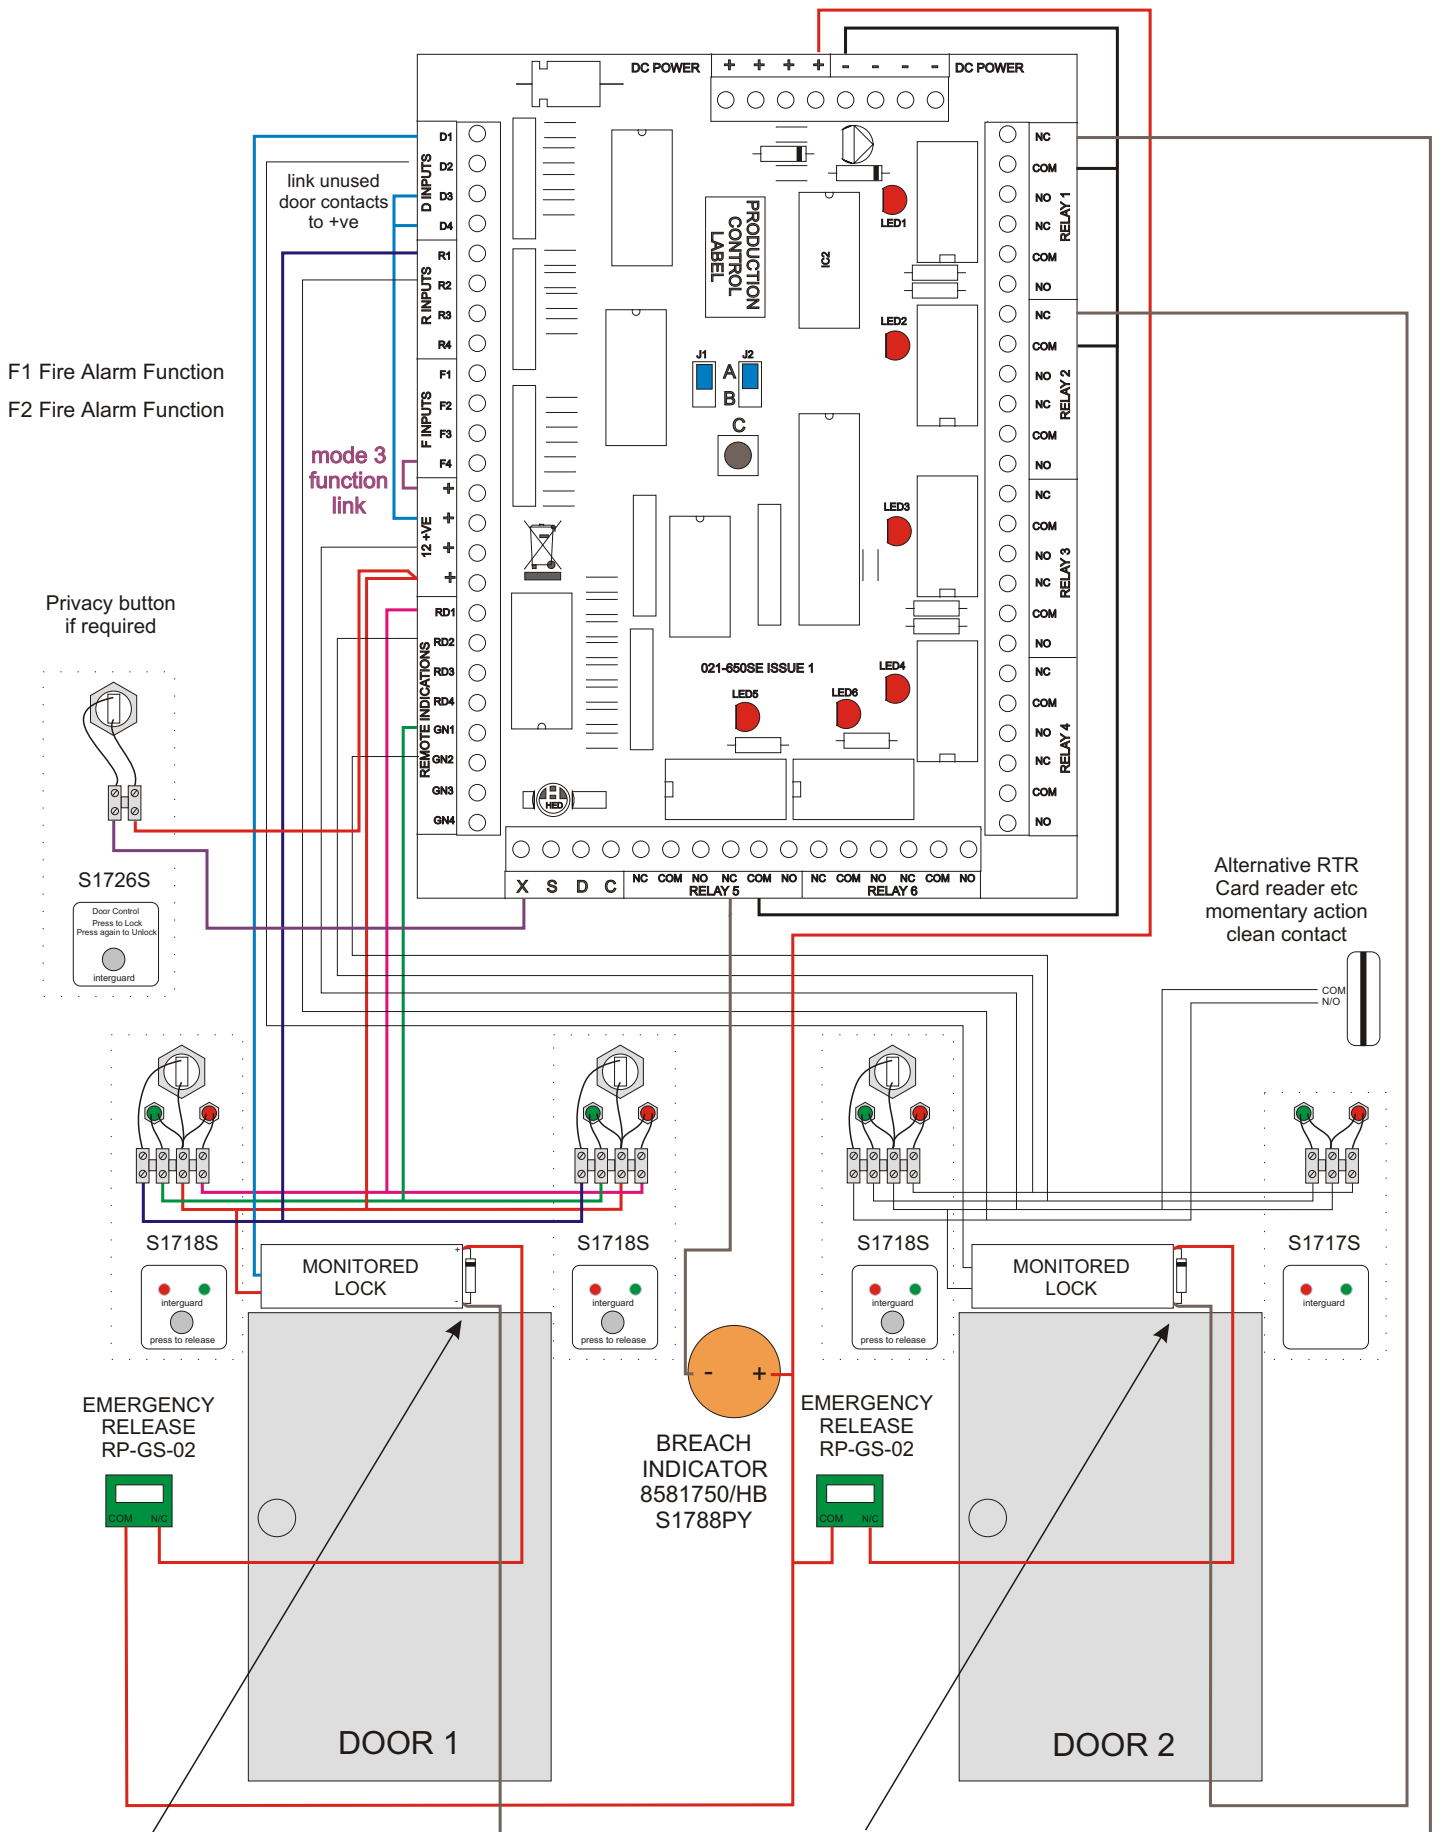 DC POWER + + + + - - - - DC POWER
D1
D2
D3
D4
D INPUTS
link unused
door contacts
to +ve
R1
R2
R3
R4
R INPUTS
F1 Fire Alarm Function
F2 Fire Alarm Function
F1
F2
F3
F4
F INPUTS
mode 3
function
link
+
+
+
+
12 +VE
RD1
RD2
RD3
RD4
GN1
GN2
GN3
GN4
REMOTE INDICATIONS
PRODUCTION
CONTROL
LABEL
IC2
LED1
LED2
J1 J2
A
B
C
LED3
021-650SE ISSUE 1
LED4
LED5
LED6
HED
NC
COM
NO
NC
COM
NO
RELAY 1
NC
COM
NO
NC
COM
NO
RELAY 2
NC
COM
NO
NC
COM
NO
RELAY 3
NC
COM
NO
NC
COM
NO
RELAY 4
X S D C
NC COM NO NC COM NO
RELAY 5
NC COM NO NC COM NO
RELAY 6
Privacy button
if required
S1726S
Door Control
Press to Lock
Press again to Unlock
interguard
Alternative RTR
Card reader etc
momentary action
clean contact
COM
N/O
S1718S
interguard
press to release
MONITORED
LOCK
+
-
S1718S
interguard
press to release
S1718S
interguard
press to release
MONITORED
LOCK
S1717S
interguard
EMERGENCY
RELEASE
RP-GS-02
COM N/C
- +
BREACH
INDICATOR
8581750/HB
S1788PY
EMERGENCY
RELEASE
RP-GS-02
COM N/C
DOOR 1
DOOR 2